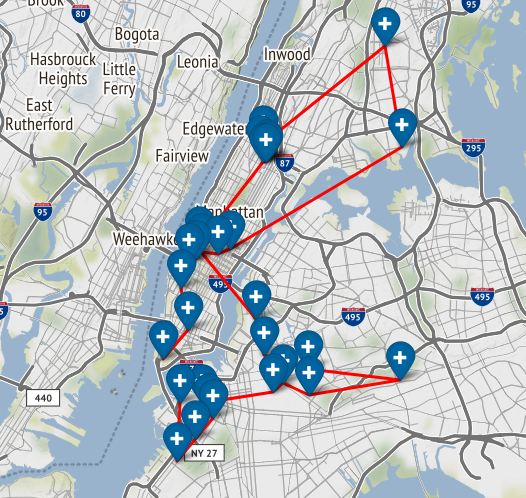 Brook
80
95
Bogota
Inwood
Hasbrouck
Heights
Leonia
Little
Ferry
East
Rutherford
Edgewater
295
Fairview
87
95
Manhattan
Weehawke
495
495
495
440
NY 27